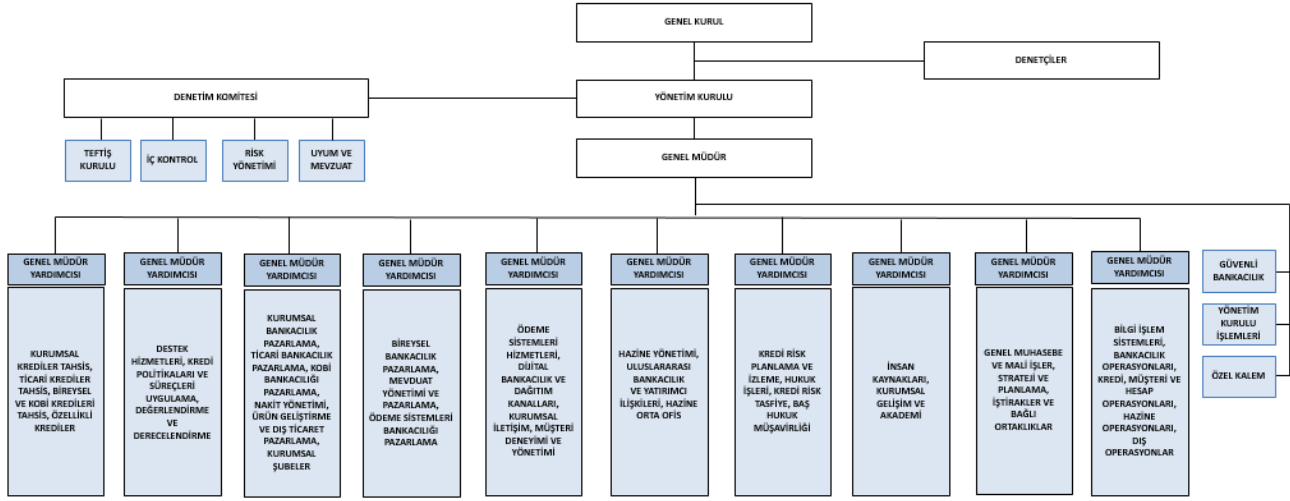 GENEL KURUL
DENETÇİLER
DENETİM KOMİTESİ
YÖNETİM KURULU
TEFTİŞ
KURULU
İÇ KONTROL
RİSK
YÖNETİMİ
UYUM VE
MEVZUAT
GENEL MÜDÜR
GENEL MÜDÜR
YARDIMCISI
KURUMSAL
KREDİLER TAHSİS,
TİCARİ KREDİLER
TAHSİS, BİREYSEL
VE KOBİ KREDİLERİ
TAHSİS, ÖZELLİKLİ
KREDİLER
GENEL MÜDÜR
YARDIMCISI
DESTEK
HİZMETLERİ, KREDİ
POLİTİKALARI VE
SÜREÇLERİ
UYGULAMA,
DEĞERLENDİRME
VE
DERECELENDİRME
GENEL MÜDÜR
YARDIMCISI
KURUMSAL
BANKACILIK
PAZARLAMA,
TİCARİ BANKACILIK
PAZARLAMA, KOBİ
BANKACILIĞI
PAZARLAMA,
NAKİT YÖNETİMİ,
ÜRÜN GELİŞTİRME
VE DIŞ TİCARET
PAZARLAMA,
KURUMSAL
ŞUBELER
GENEL MÜDÜR
YARDIMCISI
BİREYSEL
BANKACILIK
PAZARLAMA,
MEVDUAT
YÖNETİMİ VE
PAZARLAMA,
ÖDEME SİSTEMLERİ
BANKACILIĞI
PAZARLAMA
GENEL MÜDÜR
YARDIMCISI
ÖDEME
SİSTEMLERİ
HİZMETLERİ,
DİJİTAL
BANKACILIK VE
DAĞITIM
KANALLARI,
KURUMSAL
İLETİŞİM, MÜŞTERİ
DENEYİMİ VE
YÖNETİMİ
GENEL MÜDÜR
YARDIMCISI
HAZİNE YÖNETİMİ,
ULUSLARARASI
BANKACILIK
VE YATIRIMCI
İLİŞKİLERİ, HAZİNE
ORTA OFİS
GENEL MÜDÜR
YARDIMCISI
KREDİ RİSK
PLANLAMA VE
İZLEME, HUKUK
İŞLERİ, KREDİ RİSK
TASFİYE, BAŞ
HUKUK
MÜŞAVİRLİĞİ
GENEL MÜDÜR
YARDIMCISI
İNSAN
KAYNAKLARI,
KURUMSAL
GELİŞİM VE
AKADEMİ
GENEL MÜDÜR
YARDIMCISI
GENEL MUHASEBE
VE MALİ İŞLER,
STRATEJİ VE
PLANLAMA,
İŞTİRAKLER VE
BAĞLI
ORTAKLIKLAR
GENEL MÜDÜR
YARDIMCISI
BİLGİ İŞLEM
SİSTEMLERİ,
BANKACILIK
OPERASYONLARI,
KREDİ, MÜŞTERİ VE
HESAP
OPERASYONLARI,
HAZİNE
OPERASYONLARI,
DIŞ
OPERASYONLAR
GÜVENLİ
BANKACILIK
YÖNETİM
KURULU
İŞLEMLERİ
ÖZEL KALEM